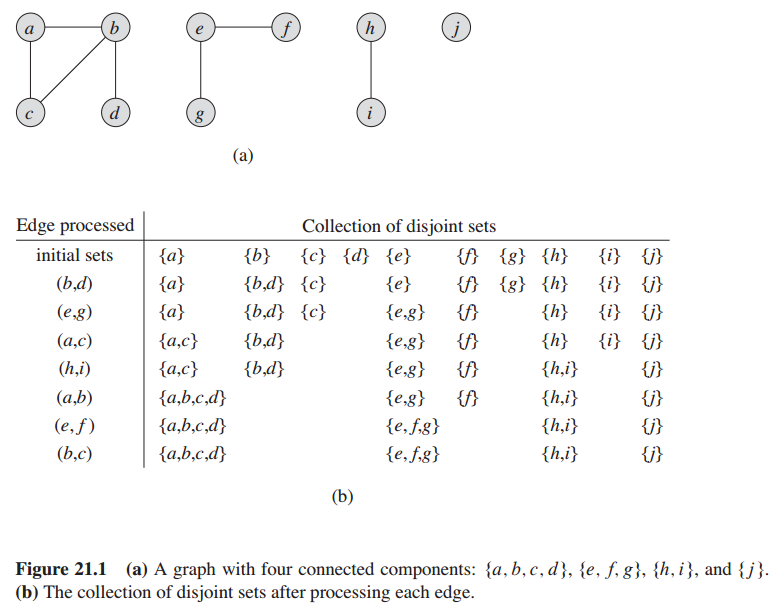 a b e f h j
c d g i
(a)
Edge processed Collection of disjoint sets
initial sets {a} {b} {c} {d} {e} {f} {g} {h} {i} {j}
(b,d) {a} {b,d} {c} {e} {f} {g} {h} {i} {j}
(e,g) {a} {b,d} {c} {e,g} {f} {h} {i} {j}
(a,c) {a,c} {b,d} {e,g} {f} {h} {i} {j}
(h,i) {a,c} {b,d} {e,g} {f} {h,i} {j}
(a,b) {a,b,c,d} {e,g} {f} {h,i} {j}
(e, f) {a,b,c,d} {e, f,g} {h,i} {j}
(b,c) {a,b,c,d} {e, f,g} {h,i} {j}
(b)
Figure 21.1 (a) A graph with four connected components: {a, b, c, d}, {e, f, g}, {h, i}, and {j}.
(b) The collection of disjoint sets after processing each edge.